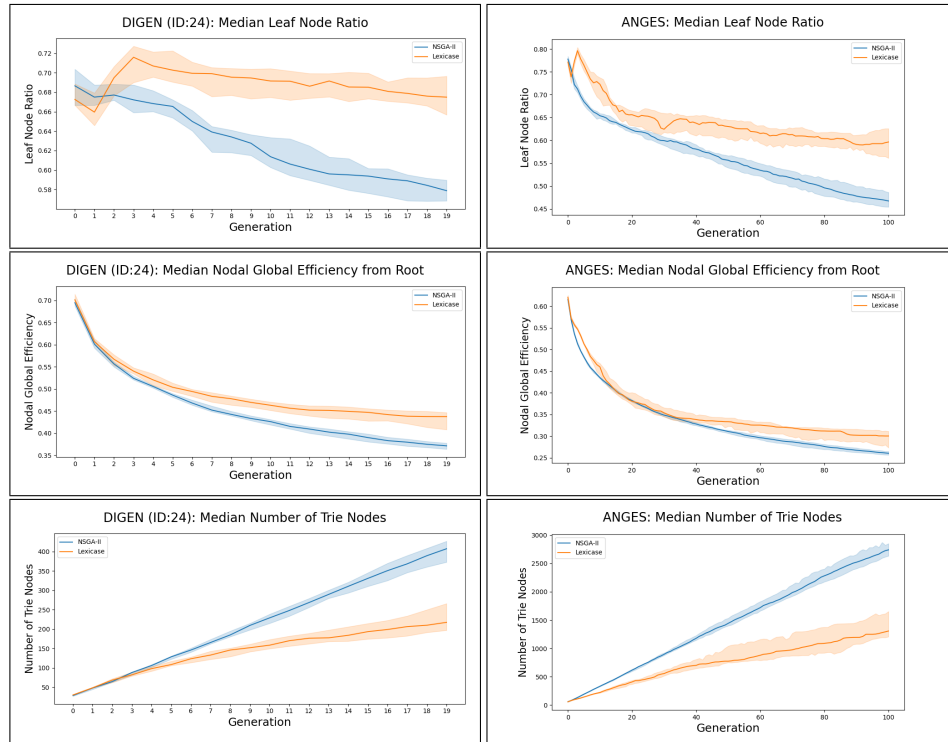 DIGEN (ID:24): Median Leaf Node Ratio
NSGA-II
Lexicase
0.72
0.70
0.68
0.66
0.64
0.62
0.60
0.58
Leaf Node Ratio
0 1 2 3 4 5 6 7 8 9 10 11 12 13 14 15 16 17 18 19
Generation
ANGES: Median Leaf Node Ratio
NSGA-II
Lexicase
0.80
0.75
0.70
0.65
0.60
0.55
0.50
0.45
Leaf Node Ratio
0 20 40 60 80 100
Generation
DIGEN (ID:24): Median Nodal Global Efficiency from Root
NSGA-II
Lexicase
0.70
0.65
0.60
0.55
0.50
0.45
0.40
0.35
Nodal Global Efficiency
0 1 2 3 4 5 6 7 8 9 10 11 12 13 14 15 16 17 18 19
Generation
ANGES: Median Nodal Global Efficiency from Root
NSGA-II
Lexicase
0.60
0.55
0.50
0.45
0.40
0.35
0.30
0.25
Nodal Global Efficiency
0 20 40 60 80 100
Generation
DIGEN (ID:24): Median Number of Trie Nodes
NSGA-II
Lexicase
400
350
300
250
200
150
100
50
Number of Trie Nodes
0 1 2 3 4 5 6 7 8 9 10 11 12 13 14 15 16 17 18 19
Generation
ANGES: Median Number of Trie Nodes
NSGA-II
Lexicase
3000
2500
2000
1500
1000
500
0
Number of Trie Nodes
0 20 40 60 80 100
Generation